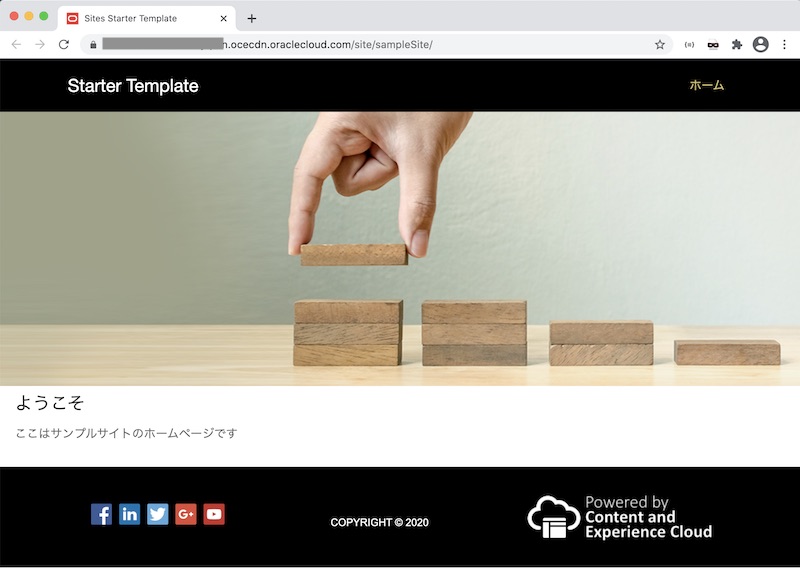 Sites Starter Template
.ocecdn.oraclecloud.com/site/sampleSite/
Starter Template
ホーム
ようこそ
ここはサンプルサイトのホームページです
COPYRIGHT © 2020
Powered by
Content and
Experience Cloud